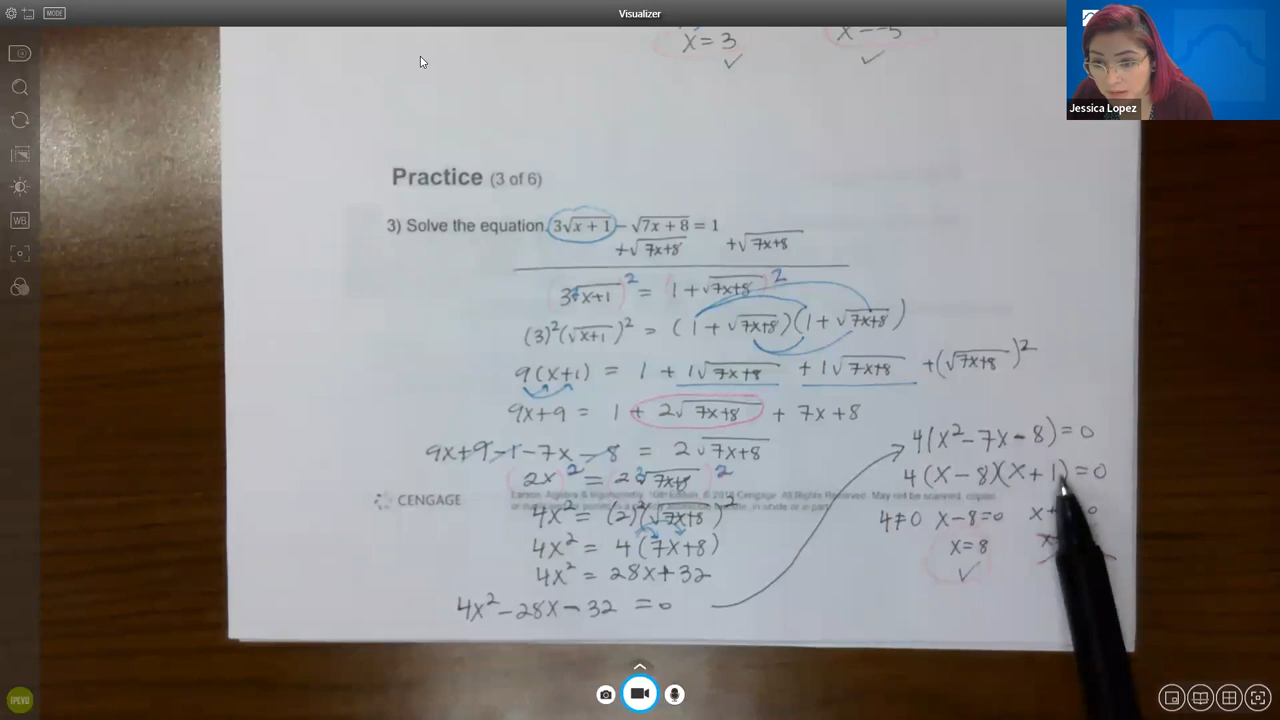 MODE
Visualizer
x = 3
✓
✓
Jessica Lopez
Practice (3 of 6)
3) Solve the equation. 3√(x + 1) − √(7x + 8) = 1
+√(7x+8) +√(7x+8)
(3√(x+1))² = (1 + √(7x+8))²
(3)²(√(x+1))² = (1 + √(7x+8))(1 + √(7x+8))
9(x+1) = 1 + 1√(7x+8) + 1√(7x+8) + (√(7x+8))²
9x+9 = 1 + 2√(7x+8) + 7x+8
9x+9−1−7x−8 = 2√(7x+8)
(2x)² = (2√(7x+8))²
CENGAGE
4x² = (2)²(√(7x+8))²
4x² = 4(7x+8)
4x² = 28x+32
4x²−28x−32 = 0
4(x²−7x−8) = 0
4(x−8)(x+1) = 0
4≠0 x−8=0
x=8
✓
IPEVO